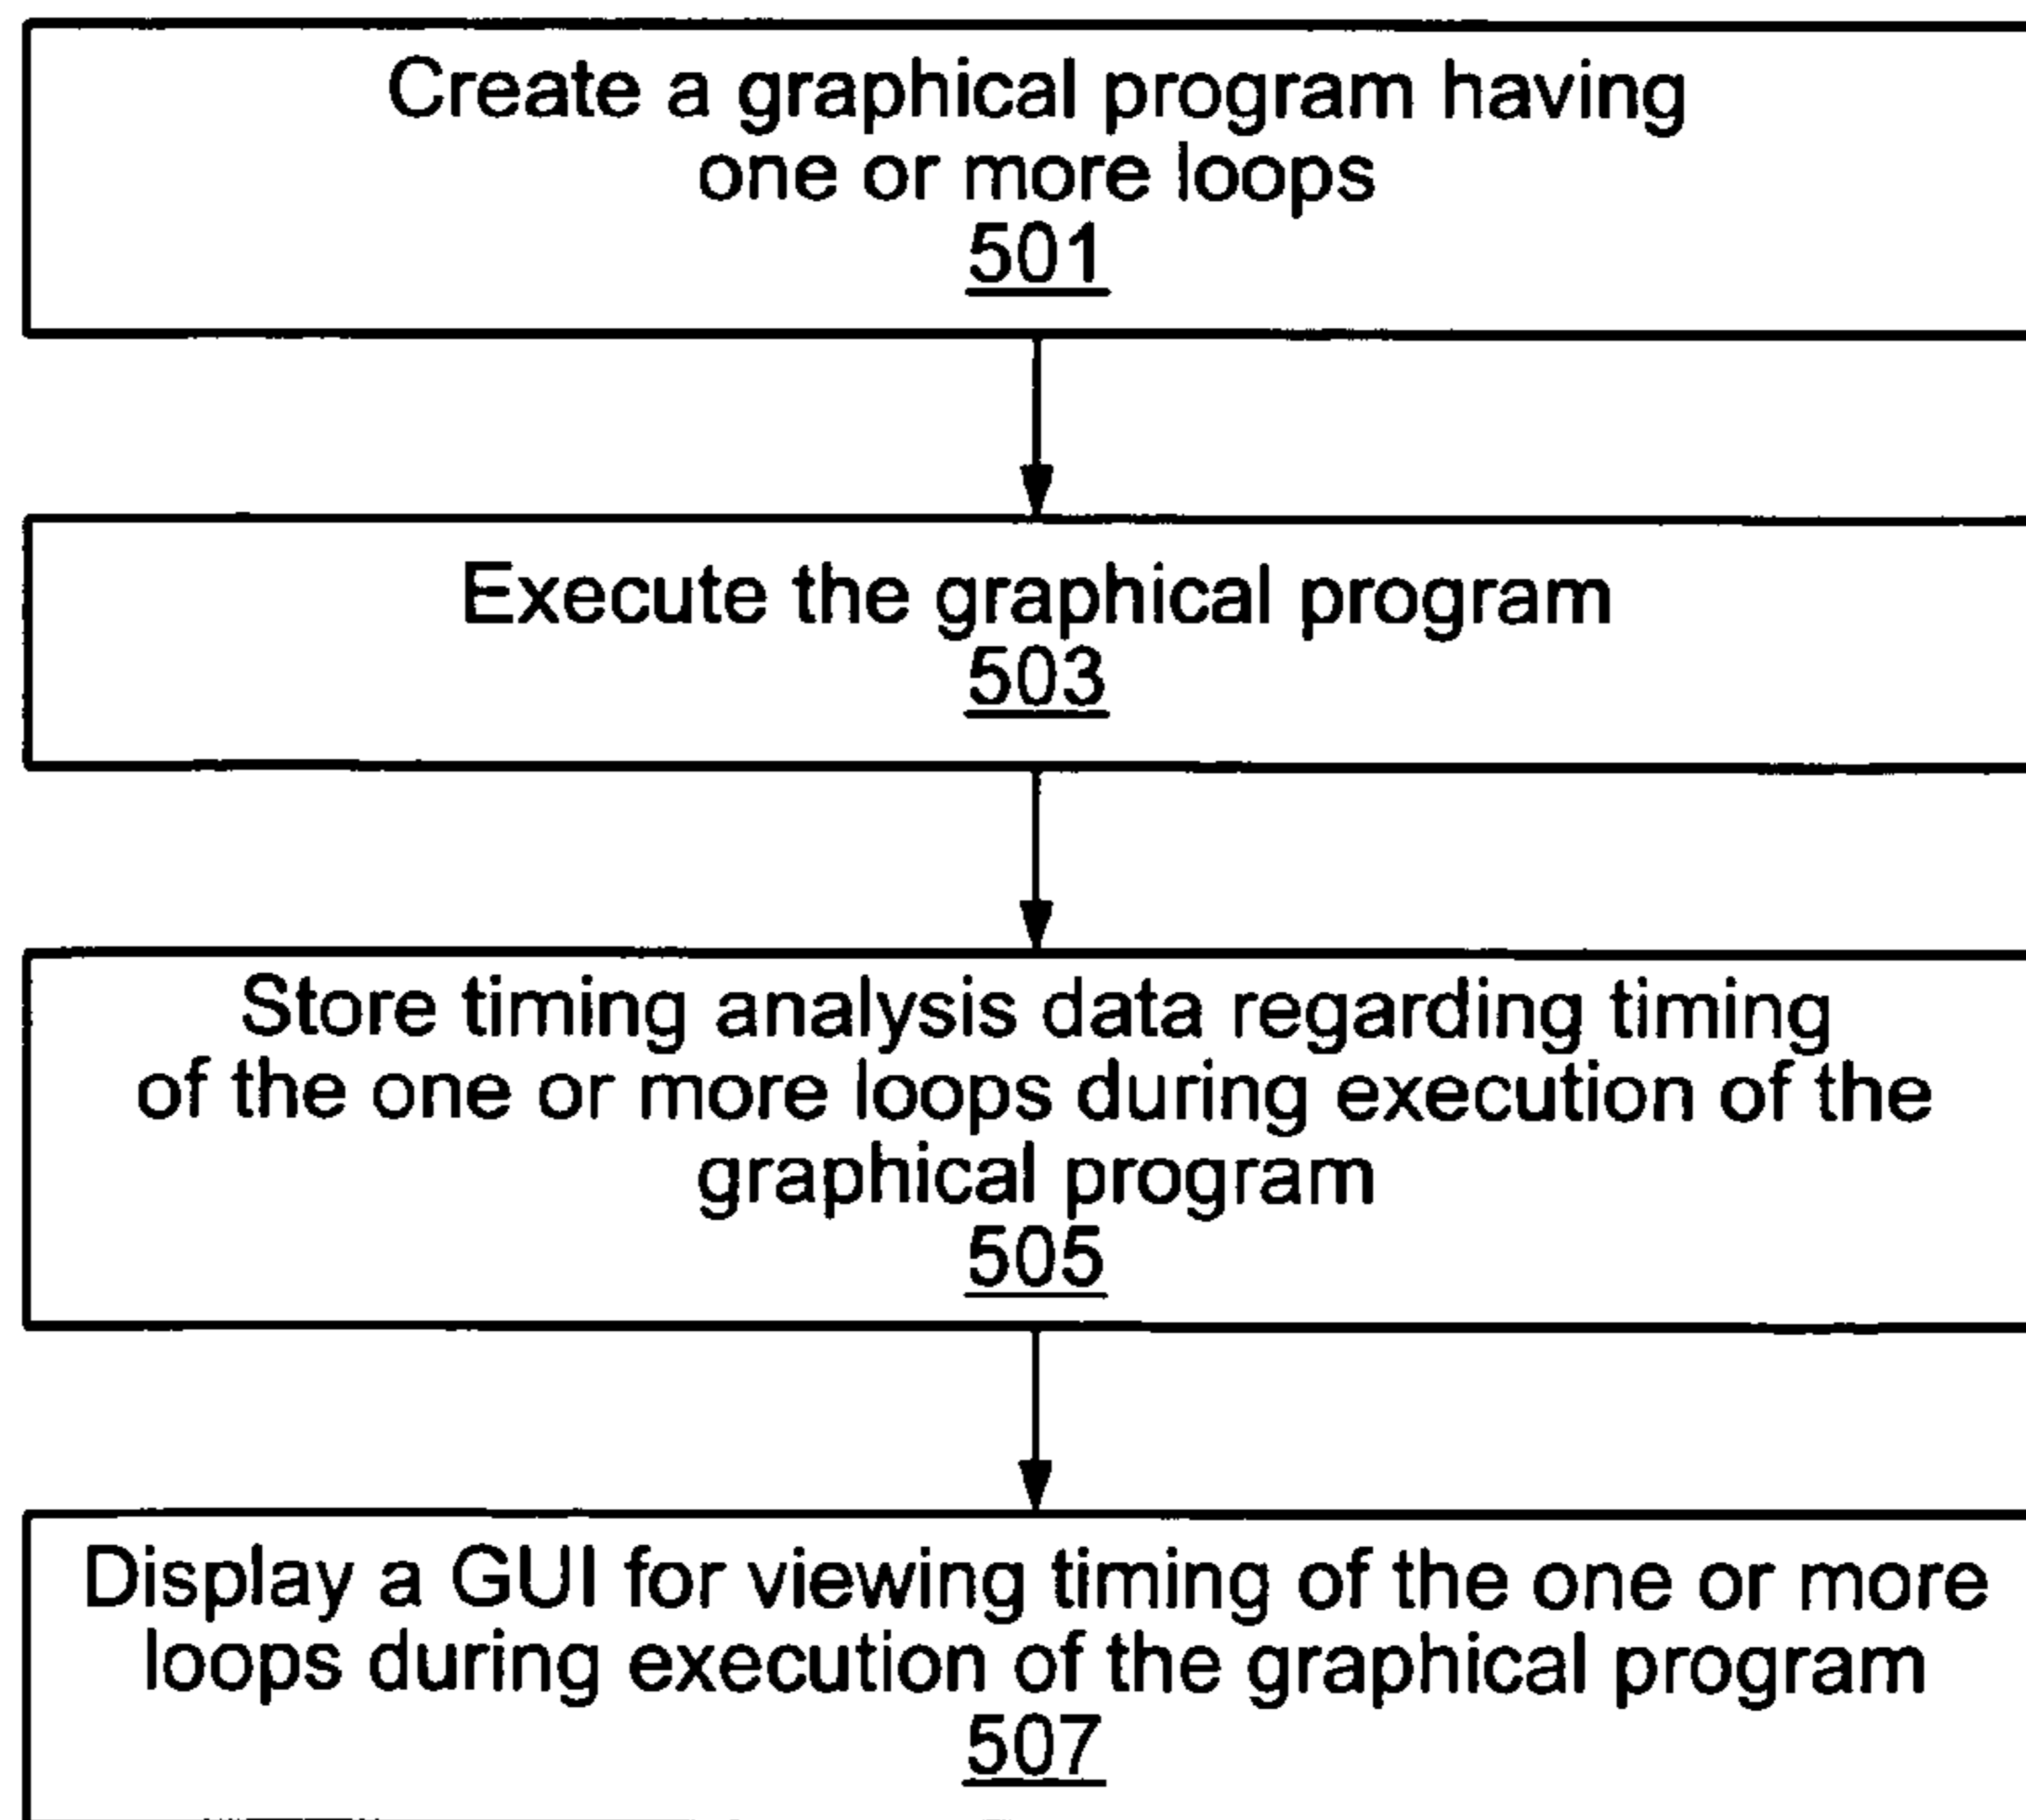 Create a graphical program having
one or more loops
501
Execute the graphical program
503
Store timing analysis data regarding timing
of the one or more loops during execution of the
graphical program
505
Display a GUI for viewing timing of the one or more
loops during execution of the graphical program
507